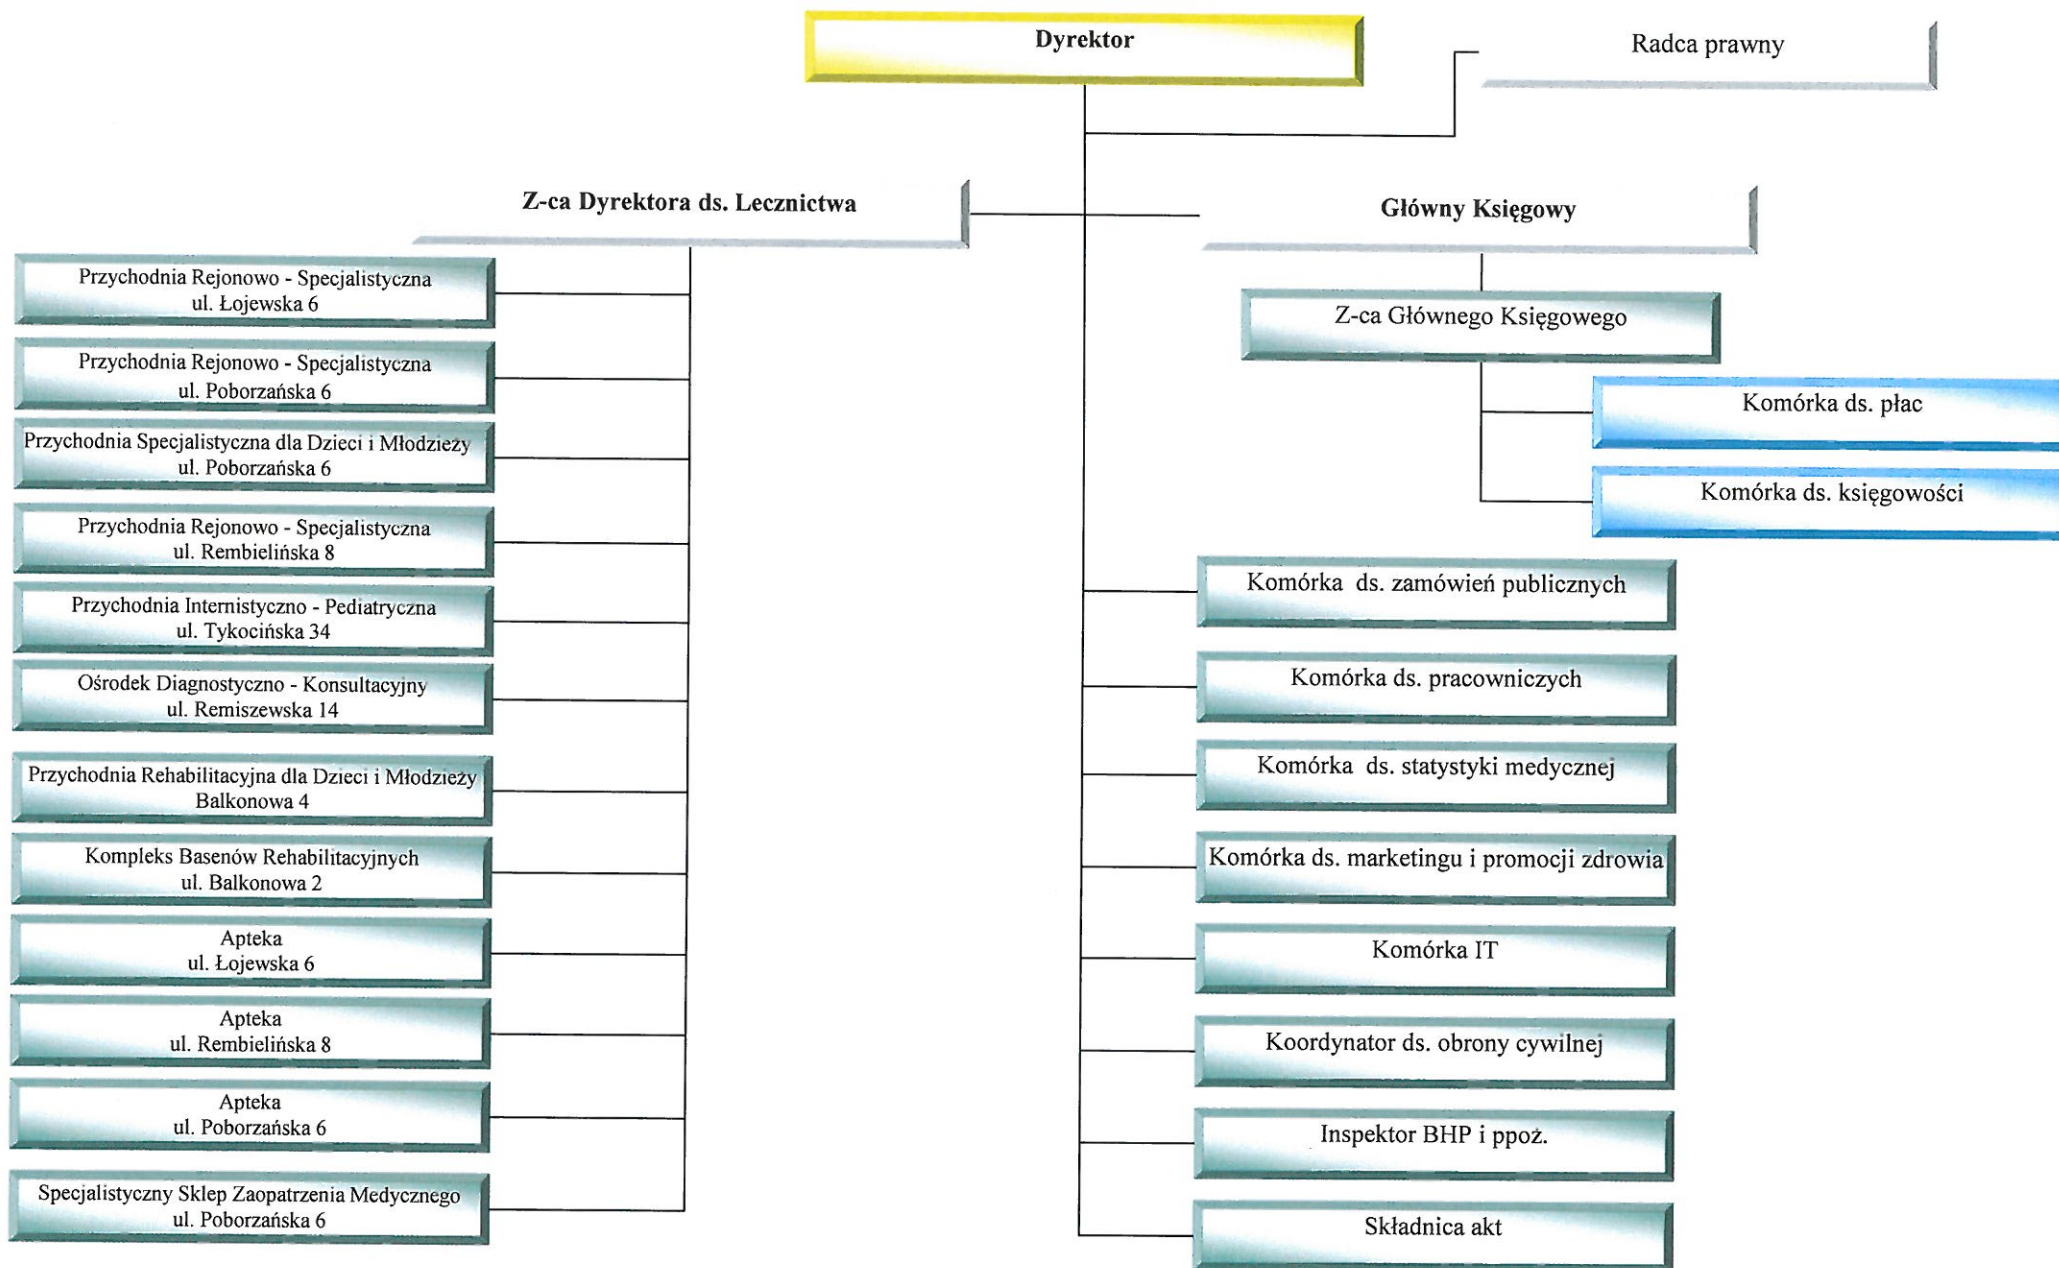 Dyrektor
Radca prawny
Z-ca Dyrektora ds. Lecznictwa
Główny Księgowy
Przychodnia Rejonowo - Specjalistyczna
ul. Łojewska 6
Przychodnia Rejonowo - Specjalistyczna
ul. Poborzańska 6
Przychodnia Specjalistyczna dla Dzieci i Młodzieży
ul. Poborzańska 6
Przychodnia Rejonowo - Specjalistyczna
ul. Rembielińska 8
Przychodnia Internistyczno - Pediatryczna
ul. Tykocińska 34
Ośrodek Diagnostyczno - Konsultacyjny
ul. Remiszewska 14
Przychodnia Rehabilitacyjna dla Dzieci i Młodzieży
Balkonowa 4
Kompleks Basenów Rehabilitacyjnych
ul. Balkonowa 2
Apteka
ul. Łojewska 6
Apteka
ul. Rembielińska 8
Apteka
ul. Poborzańska 6
Specjalistyczny Sklep Zaopatrzenia Medycznego
ul. Poborzańska 6
Z-ca Głównego Księgowego
Komórka ds. płac
Komórka ds. księgowości
Komórka ds. zamówień publicznych
Komórka ds. pracowniczych
Komórka ds. statystyki medycznej
Komórka ds. marketingu i promocji zdrowia
Komórka IT
Koordynator ds. obrony cywilnej
Inspektor BHP i ppoż.
Składnica akt